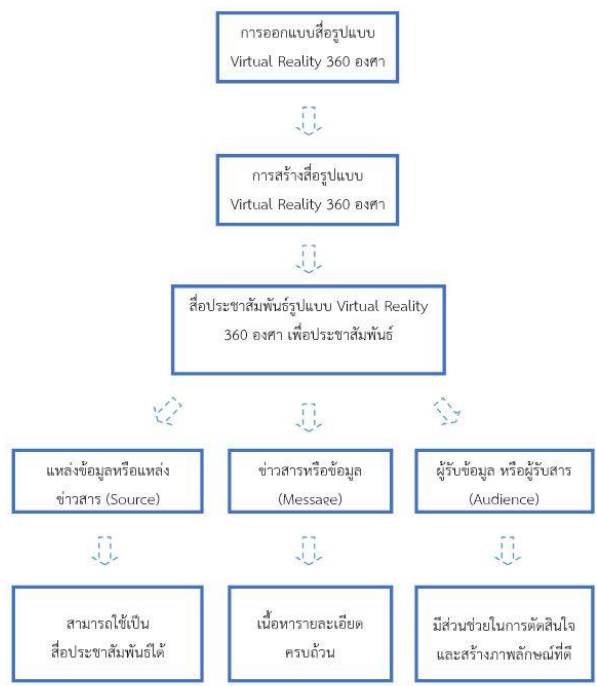 การออกแบบสื่อรูปแบบ
Virtual Reality 360 องศา
การสร้างสื่อรูปแบบ
Virtual Reality 360 องศา
สื่อประชาสัมพันธ์รูปแบบ Virtual Reality
360 องศา เพื่อประชาสัมพันธ์
แหล่งข้อมูลหรือแหล่ง
ข่าวสาร (Source)
ข่าวสารหรือข้อมูล
(Message)
ผู้รับข้อมูล หรือผู้รับสาร
(Audience)
สามารถใช้เป็น
สื่อประชาสัมพันธ์ได้
เนื้อหารายละเอียด
ครบถ้วน
มีส่วนช่วยในการตัดสินใจ
และสร้างภาพลักษณ์ที่ดี